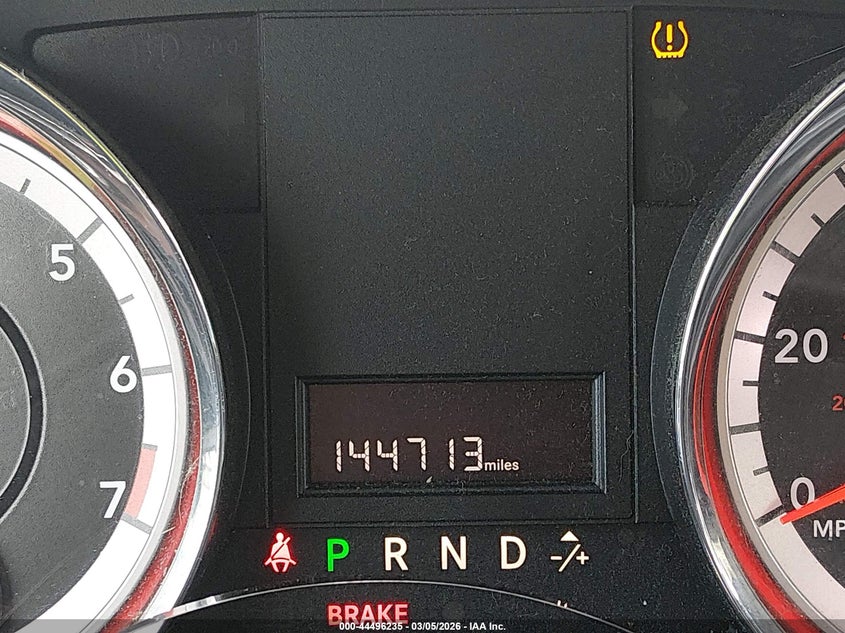 5
6
7
20
0
MP
144713 miles
P R N D -/+
BRAKE
000-44496235 - 03/05/2026 - IAA Inc.